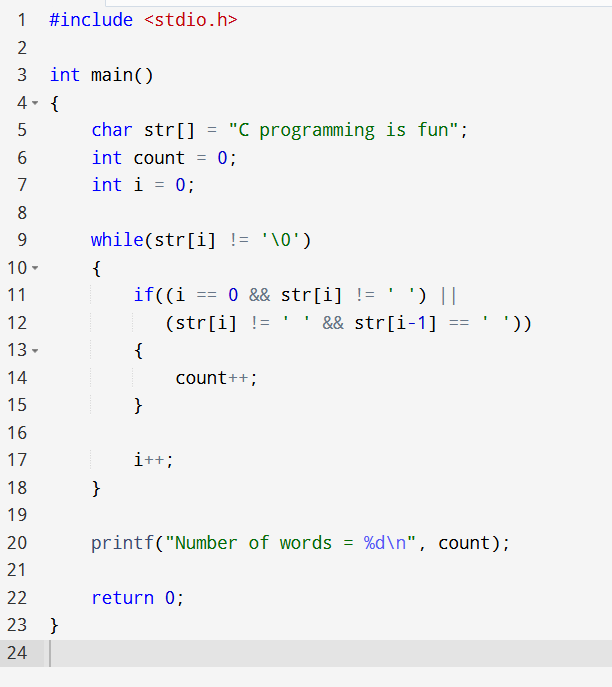 1 #include <stdio.h>
2
3 int main()
4 {
5     char str[] = "C programming is fun";
6     int count = 0;
7     int i = 0;
8
9     while(str[i] != '\0')
10     {
11         if((i == 0 && str[i] != ' ') ||
12            (str[i] != ' ' && str[i-1] == ' '))
13         {
14             count++;
15         }
16
17         i++;
18     }
19
20     printf("Number of words = %d\n", count);
21
22     return 0;
23 }
24